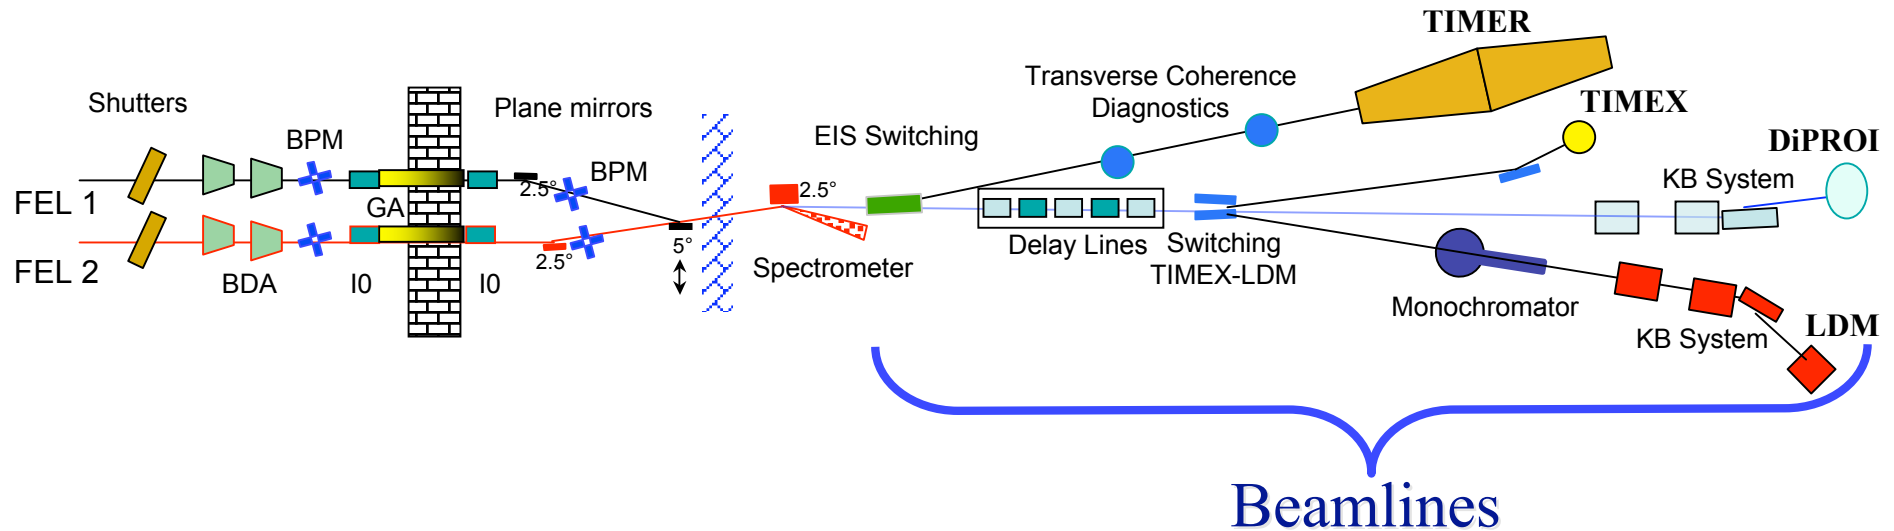 TIMER
Transverse Coherence
Diagnostics
Shutters
Plane mirrors
TIMEX
BPM
EIS Switching
DiPROI
BPM
KB System
2.5°
2.5°
FEL 1
GA
5°
Delay Lines
Switching
TIMEX-LDM
FEL 2
2.5°
BDA
I0
I0
Spectrometer
Monochromator
KB System
LDM
Beamlines